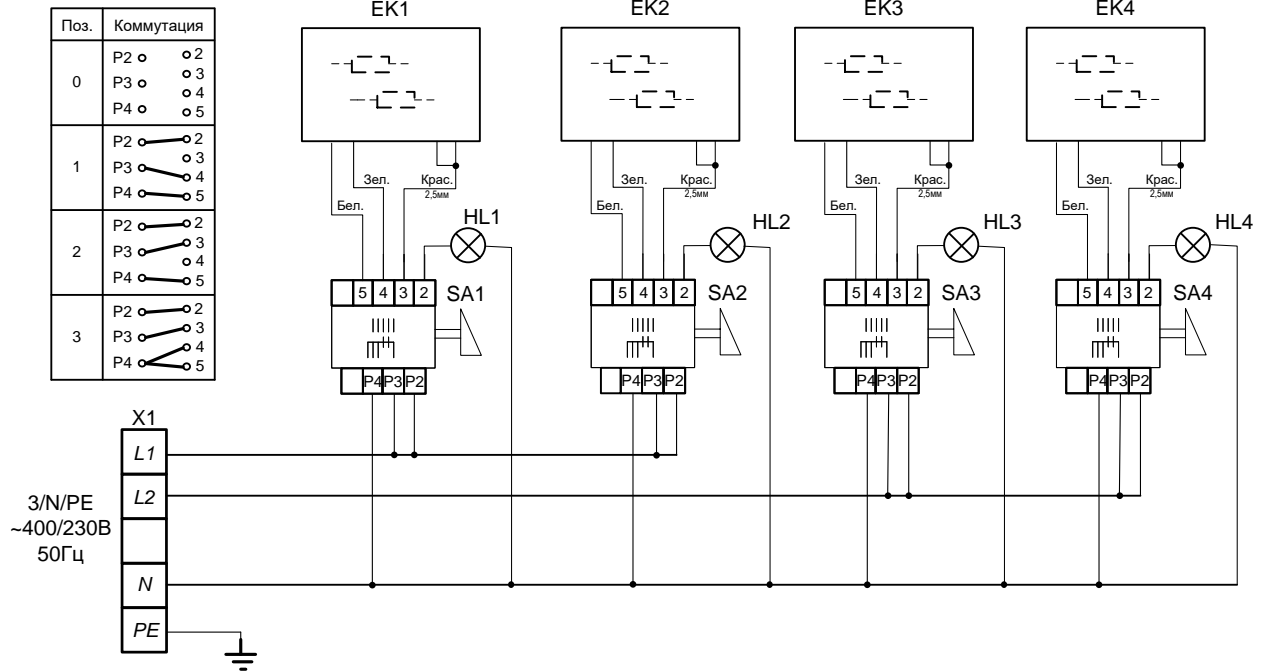 EK1 EK2 EK3 EK4
Поз. Коммутация
0
P2 2
P3 3
4
P4 5
1
P2 2
3
P3 4
P4 5
2
P2 2
P3 3
4
P4 5
3
P2 2
P3 3
4
P4 5
Зел. Крас. Зел. Крас. Зел. Крас. Зел. Крас.
2,5мм 2,5мм 2,5мм 2,5мм
Бел. Бел. Бел. Бел.
HL1 HL2 HL3 HL4
5 4 3 2 SA1 5 4 3 2 SA2 5 4 3 2 SA3 5 4 3 2 SA4
P4 P3 P2 P4 P3 P2 P4 P3 P2 P4 P3 P2
X1
L1
L2
3/N/PE
~400/230В
50Гц
N
PE